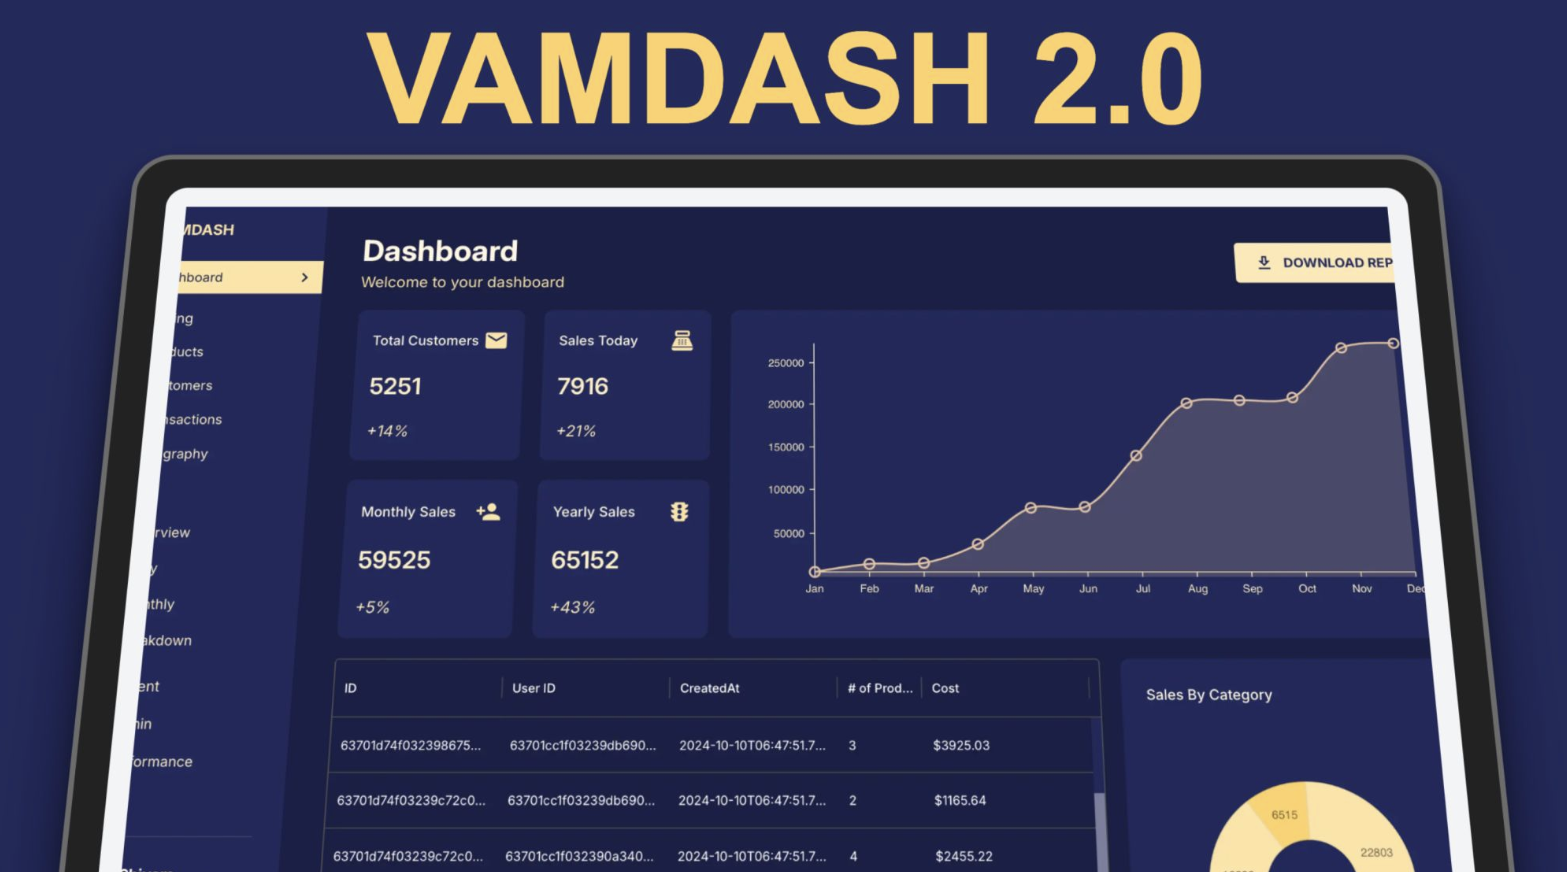 VAMDASH 2.0
MDASH
hboard
ng
ducts
tomers
nsactions
graphy
rview
y
nthly
akdown
ent
nin
formance
Dashboard
Welcome to your dashboard
DOWNLOAD REP
Total Customers
5251
+14%
Sales Today
7916
+21%
Monthly Sales
59525
+5%
Yearly Sales
65152
+43%
250000
200000
150000
100000
50000
Jan Feb Mar Apr May Jun Jul Aug Sep Oct Nov Dec
ID User ID CreatedAt # of Prod... Cost
63701d74f032398675... 63701cc1f03239db690... 2024-10-10T06:47:51.7... 3 $3925.03
63701d74f03239c72c0... 63701cc1f03239db690... 2024-10-10T06:47:51.7... 2 $1165.64
63701d74f03239c72c0... 63701cc1f032390a340... 2024-10-10T06:47:51.7... 4 $2455.22
Sales By Category
6515
22803